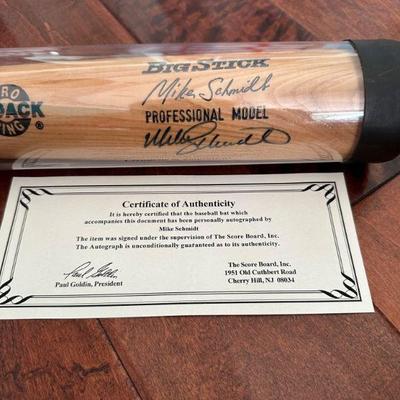 BIG STICK
Mike Schmidt
PROFESSIONAL MODEL
Mike Schmidt
Certificate of Authenticity
It is hereby certified that the baseball bat which
accompanies this document has been personally autographed by
Mike Schmidt
The item was signed under the supervision of The Score Board, Inc.
The Autograph is unconditionally guaranteed as to its authenticity.
Paul Goldin
Paul Goldin, President
The Score Board, Inc.
1951 Old Cuthbert Road
Cherry Hill, NJ 08034